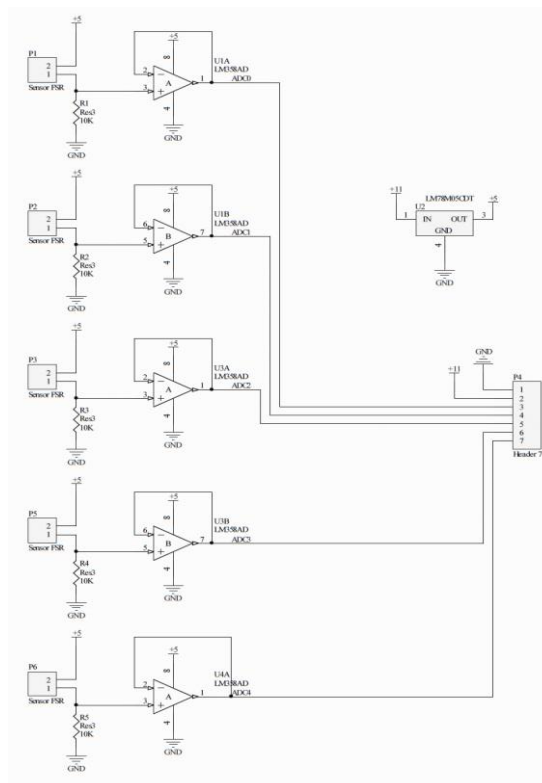 +5
P1
2
1
Sensor FSR
R1
Res3
10K
GND
+5
8
2
3
A
1
4
GND
U1A
LM358AD
ADC0
+5
P2
2
1
Sensor FSR
R2
Res3
10K
GND
+5
8
6
5
B
7
4
GND
U1B
LM358AD
ADC1
+5
P3
2
1
Sensor FSR
R3
Res3
10K
GND
+5
8
2
3
A
1
4
GND
U3A
LM358AD
ADC2
+5
P5
2
1
Sensor FSR
R4
Res3
10K
GND
+5
8
6
5
B
7
4
GND
U3B
LM358AD
ADC3
+5
P6
2
1
Sensor FSR
R5
Res3
10K
GND
+5
8
2
3
A
1
4
GND
U4A
LM358AD
ADC4
LM78M05CDT
+11
U2
+5
1
IN
OUT
3
GND
4
GND
GND
+11
P4
1
2
3
4
5
6
7
Header 7